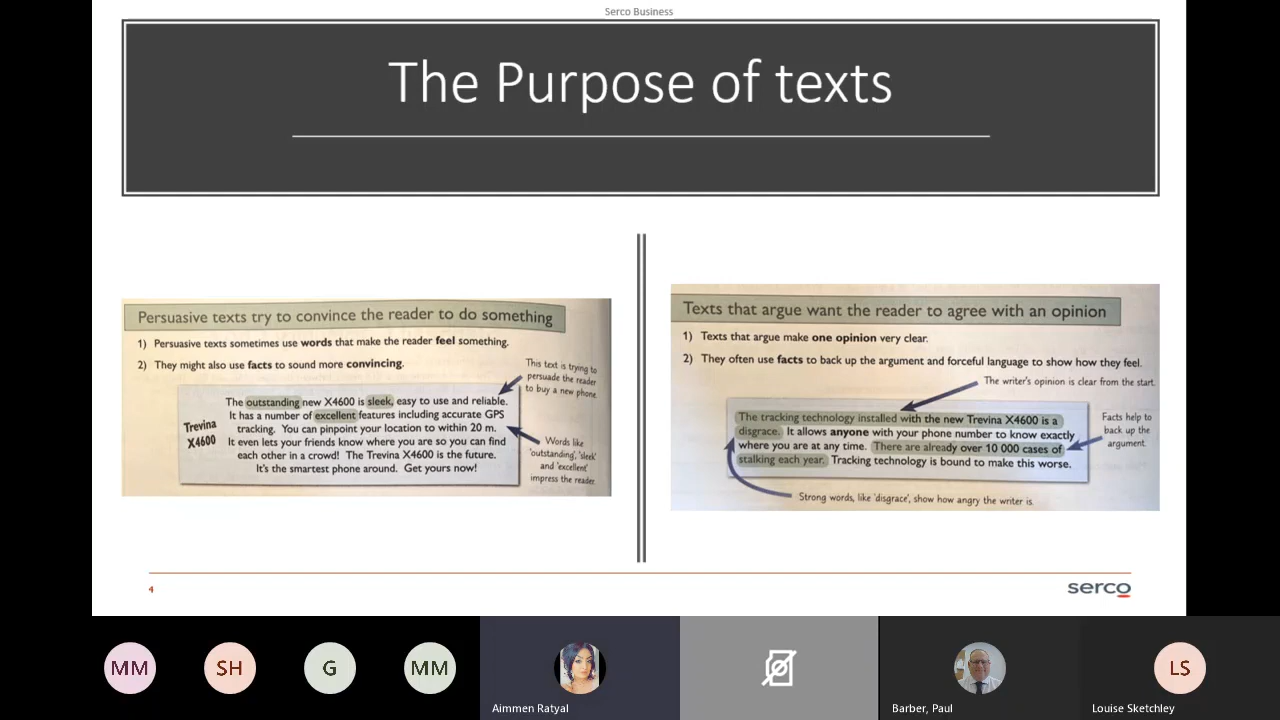 Serco Business
The Purpose of texts
Persuasive texts try to convince the reader to do something
1) Persuasive texts sometimes use words that make the reader feel something.
2) They might also use facts to sound more convincing.
This text is trying to
persuade the reader
to buy a new phone.
Trevina
X4600
The outstanding new X4600 is sleek, easy to use and reliable.
It has a number of excellent features including accurate GPS
tracking. You can pinpoint your location to within 20 m.
It even lets your friends know where you are so you can find
each other in a crowd! The Trevina X4600 is the future.
It's the smartest phone around. Get yours now!
Words like
'outstanding', 'sleek'
and 'excellent'
impress the reader.
Texts that argue want the reader to agree with an opinion
1) Texts that argue make one opinion very clear.
2) They often use facts to back up the argument and forceful language to show how they feel.
The writer's opinion is clear from the start.
The tracking technology installed with the new Trevina X4600 is a
disgrace. It allows anyone with your phone number to know exactly
where you are at any time. There are already over 10 000 cases of
stalking each year. Tracking technology is bound to make this worse.
Facts help to
back up the
argument.
Strong words, like 'disgrace', show how angry the writer is.
4
serco
MM
SH
G
MM
Aimmen Ratyal
Barber, Paul
LS
Louise Sketchley